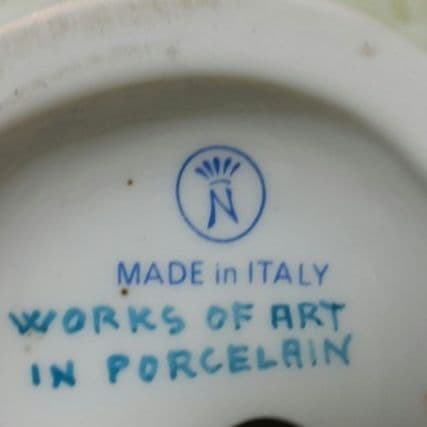 N
MADE in ITALY
WORKS OF ART
IN PORCELAIN